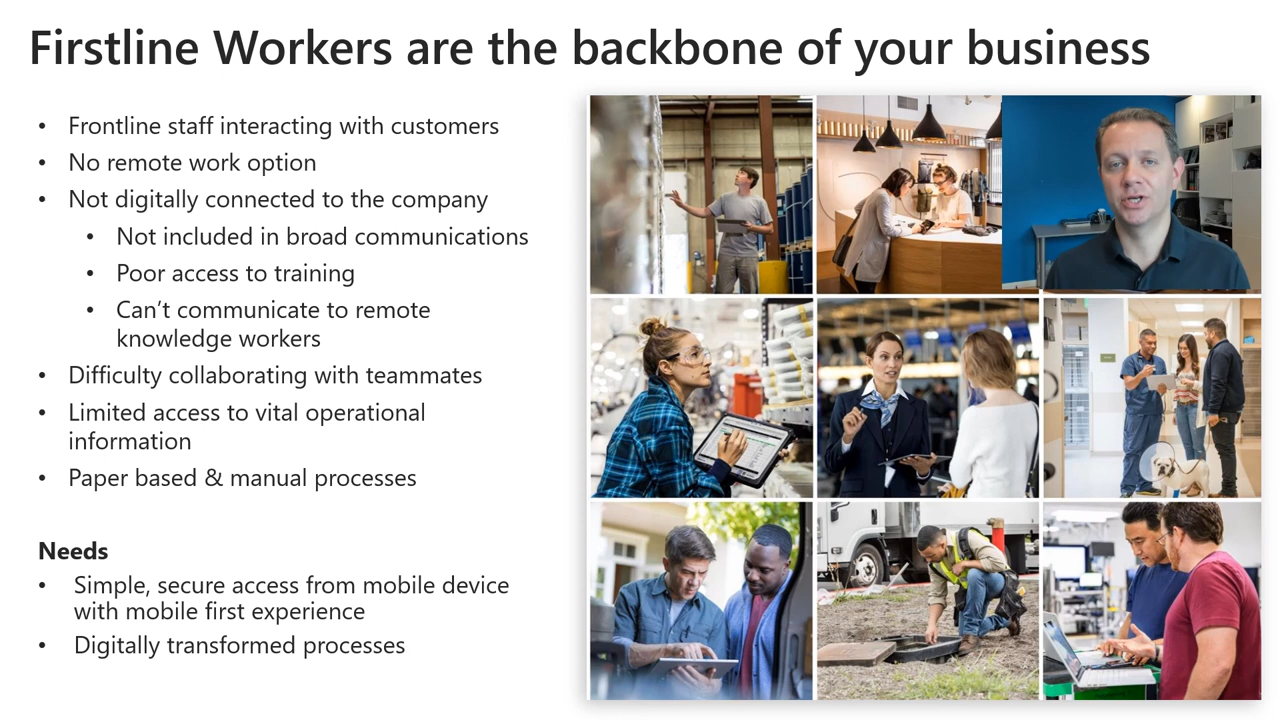 Firstline Workers are the backbone of your business
• Frontline staff interacting with customers
• No remote work option
• Not digitally connected to the company
• Not included in broad communications
• Poor access to training
• Can’t communicate to remote
knowledge workers
• Difficulty collaborating with teammates
• Limited access to vital operational
information
• Paper based & manual processes
Needs
• Simple, secure access from mobile device
with mobile first experience
• Digitally transformed processes